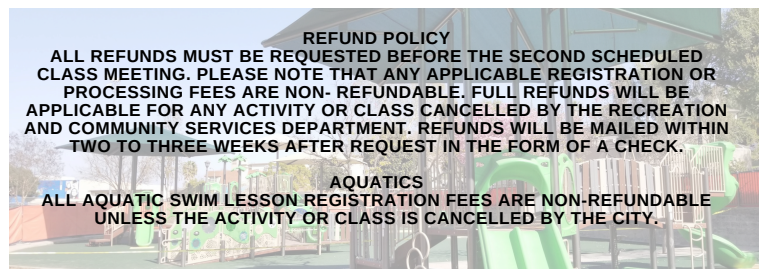 REFUND POLICY
ALL REFUNDS MUST BE REQUESTED BEFORE THE SECOND SCHEDULED
CLASS MEETING. PLEASE NOTE THAT ANY APPLICABLE REGISTRATION OR
PROCESSING FEES ARE NON- REFUNDABLE. FULL REFUNDS WILL BE
APPLICABLE FOR ANY ACTIVITY OR CLASS CANCELLED BY THE RECREATION
AND COMMUNITY SERVICES DEPARTMENT. REFUNDS WILL BE MAILED WITHIN
TWO TO THREE WEEKS AFTER REQUEST IN THE FORM OF A CHECK.
AQUATICS
ALL AQUATIC SWIM LESSON REGISTRATION FEES ARE NON-REFUNDABLE
UNLESS THE ACTIVITY OR CLASS IS CANCELLED BY THE CITY.